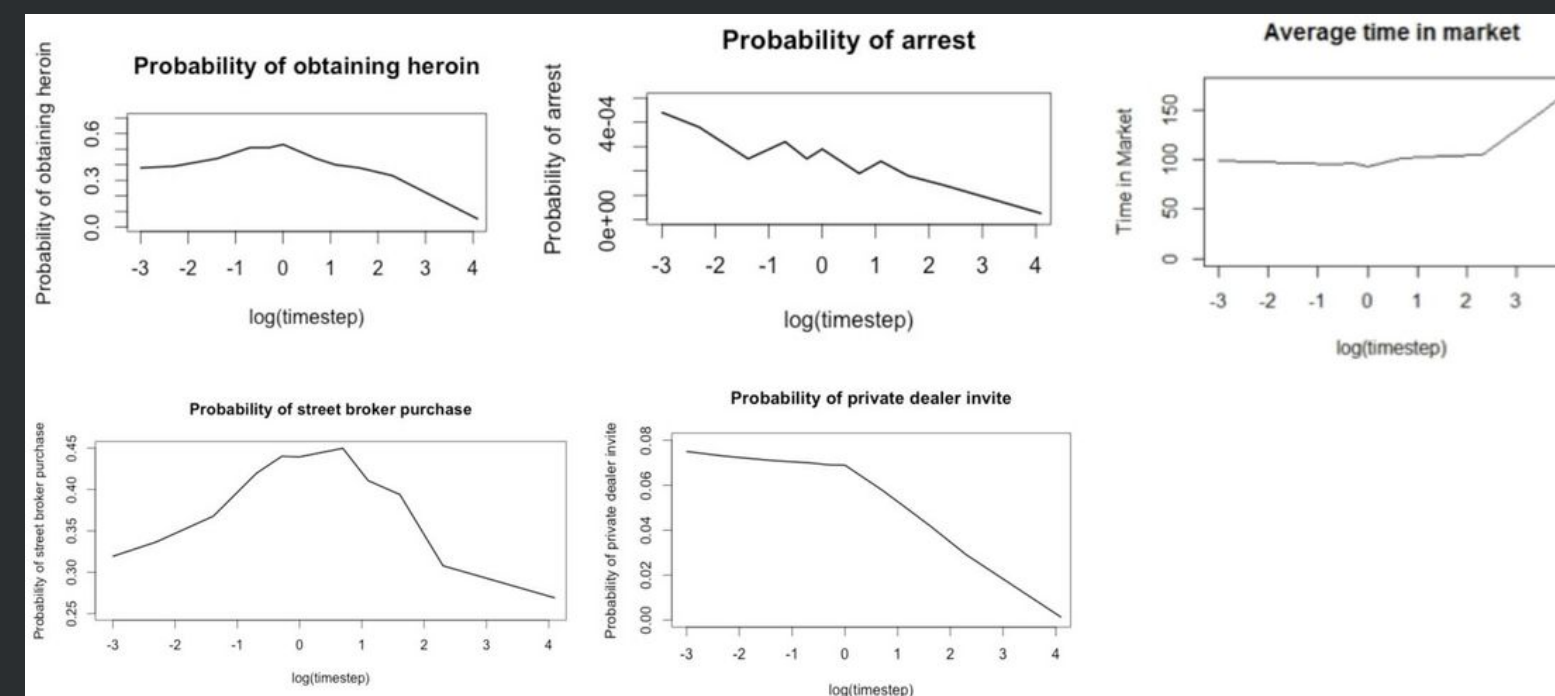 Probability of obtaining heroin
Probability of obtaining heroin
0.0 0.3 0.6
-3 -2 -1 0 1 2 3 4
log(timestep)
Probability of arrest
Probability of arrest
0e+00 4e-04
-3 -2 -1 0 1 2 3 4
log(timestep)
Average time in market
Time in Market
0 50 100 150
-3 -2 -1 0 1 2 3
log(timestep)
Probability of street broker purchase
Probability of street broker purchase
0.25 0.30 0.35 0.40 0.45
-3 -2 -1 0 1 2 3 4
log(timestep)
Probability of private dealer invite
Probability of private dealer invite
0.00 0.02 0.04 0.06 0.08
-3 -2 -1 0 1 2 3 4
log(timestep)